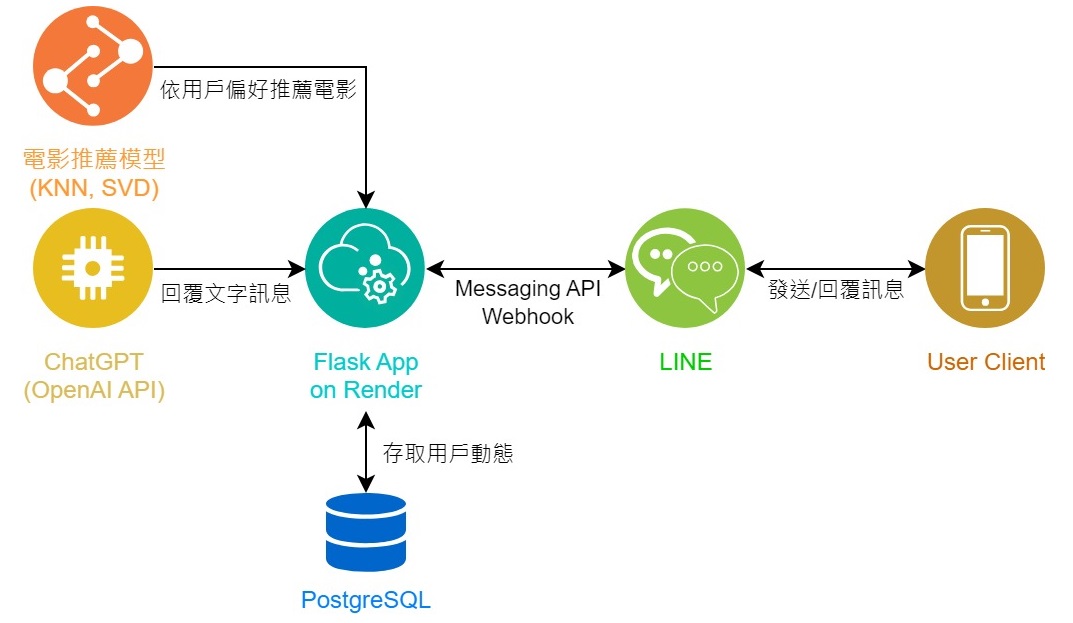 依用戶偏好推薦電影
電影推薦模型
(KNN, SVD)
回覆文字訊息
Messaging API
Webhook
發送/回覆訊息
ChatGPT
(OpenAI API)
Flask App
on Render
LINE
User Client
存取用戶動態
PostgreSQL